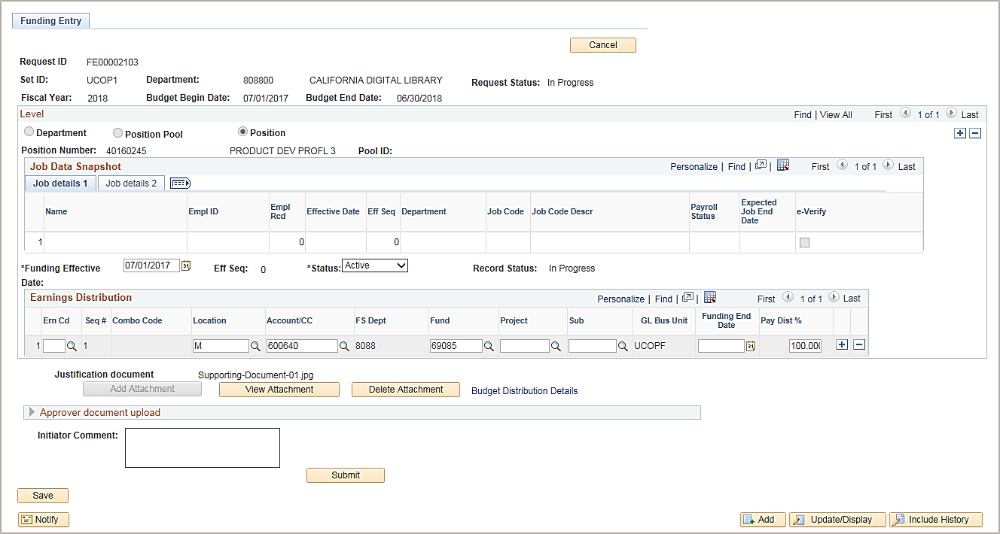 Funding Entry
Cancel
Request ID FE00002103
Set ID: UCOP1 Department: 808800 CALIFORNIA DIGITAL LIBRARY Request Status: In Progress
Fiscal Year: 2018 Budget Begin Date: 07/01/2017 Budget End Date: 06/30/2018
Level Find | View All First 1 of 1 Last
Department Position Pool Position
Position Number: 40160245 PRODUCT DEV PROFL 3 Pool ID:
Job Data Snapshot Personalize | Find | | First 1 of 1 Last
Job details 1 Job details 2
Name Empl ID Empl Rcd Effective Date Eff Seq Department Job Code Job Code Descr Payroll Status Expected Job End Date e-Verify
1 0 0
*Funding Effective Date: 07/01/2017 31 Eff Seq: 0 *Status: Active Record Status: In Progress
Earnings Distribution Personalize | Find | | First 1 of 1 Last
Ern Cd Seq # Combo Code Location Account/CC FS Dept Fund Project Sub GL Bus Unit Funding End Date Pay Dist %
1 1 M 600640 8088 69085 UCOPF 31 100.000
Justification document Supporting-Document-01.jpg
Add Attachment View Attachment Delete Attachment Budget Distribution Details
Approver document upload
Initiator Comment:
Submit
Save
Notify Add Update/Display Include History